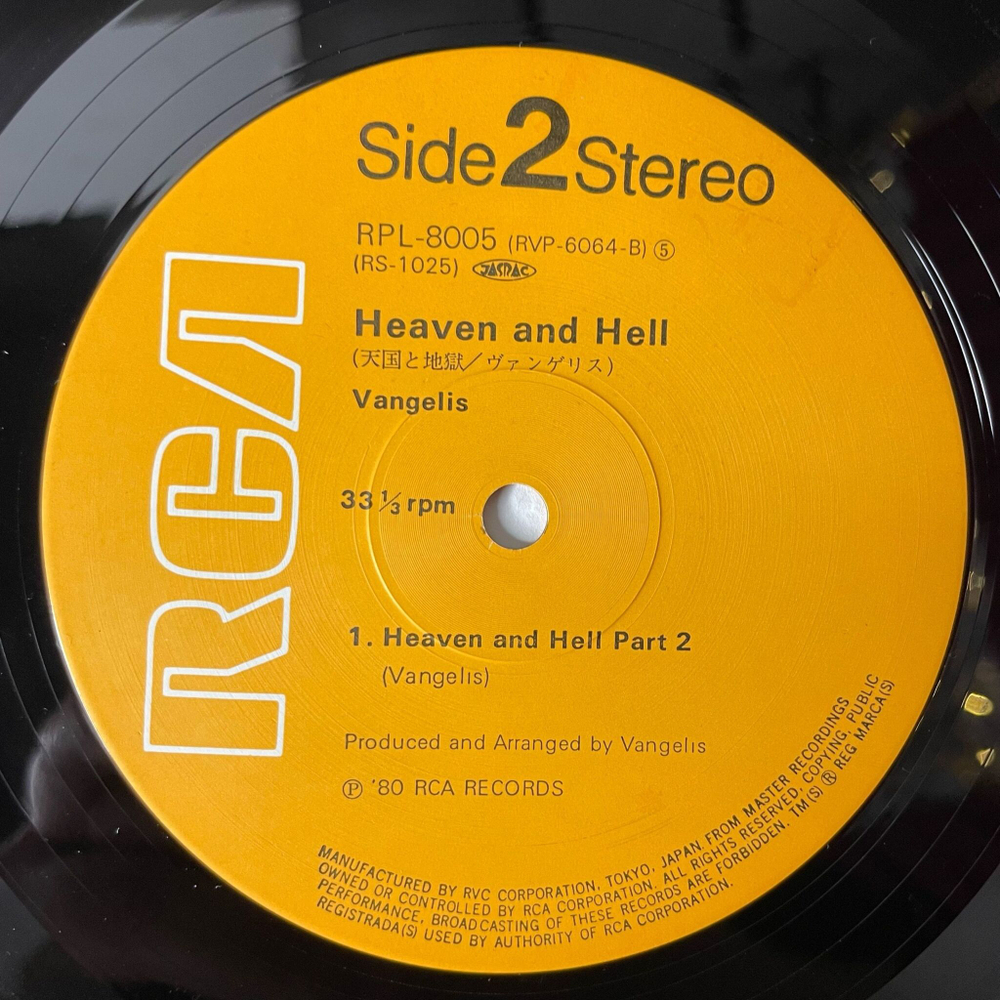 Side 2 Stereo
RPL-8005 (RVP-6064-B) ⑤
(RS-1025) JASRAC
Heaven and Hell
(天国と地獄／ヴァンゲリス)
Vangelis
33 1/3 rpm
RCA
1. Heaven and Hell Part 2
(Vangelis)
Produced and Arranged by Vangelis
Ⓟ '80 RCA RECORDS
MANUFACTURED BY RVC CORPORATION, TOKYO, JAPAN. FROM MASTER RECORDINGS
OWNED OR CONTROLLED BY RCA CORPORATION. ALL RIGHTS RESERVED, COPYING, PUBLIC
PERFORMANCE, BROADCASTING OF THESE RECORDS ARE FORBIDDEN. TM(S) ® REG MARCA(S)
REGISTRADA(S) USED BY AUTHORITY OF RCA CORPORATION.